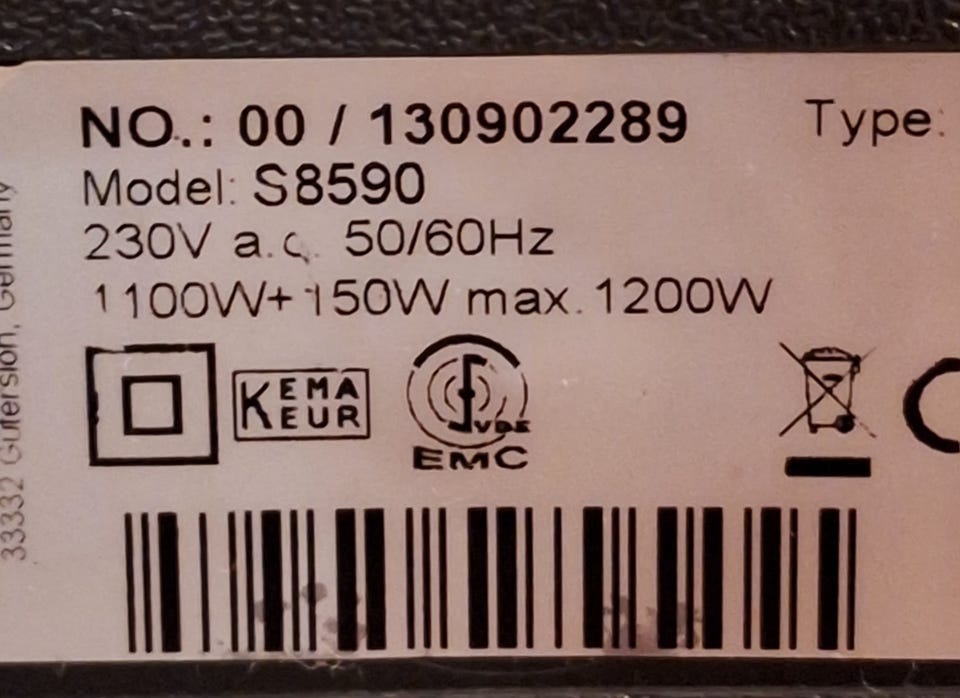 NO.: 00 / 130902289
Type:
Model: S8590
230V a.c. 50/60Hz
1100W+ 150W max. 1200W
KEMA
KEUR
VDE
EMC
33332 Gütersloh, Germany